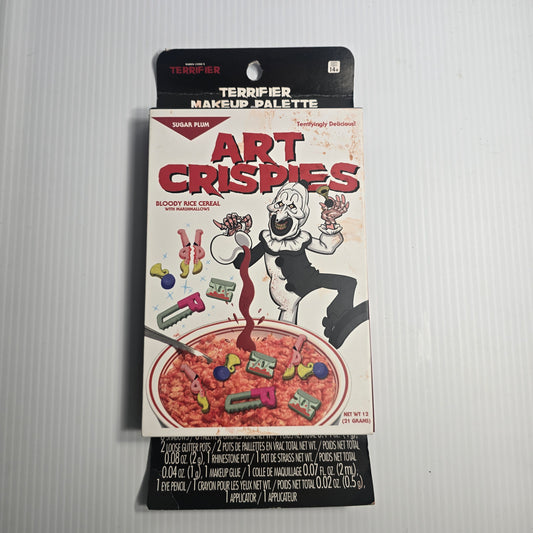 TERRIFIER
14+
TERRIFIER
MAKEUP PALETTE
SUGAR PLUM
Terrifyingly Delicious!
ART
CRISPIES
BLOODY RICE CEREAL
WITH MARSHMALLOWS
NET WT 12
(21 GRAMS)
2 LOOSE GLITTER POTS / 2 POTS DE PAILLETTES EN VRAC TOTAL NET WT. / POIDS NET TOTAL
0.08 OZ. (2 g), 1 RHINESTONE POT / 1 POT DE STRASS NET WT. / POIDS NET TOTAL
0.04 OZ. (1 g), 1 MAKEUP GLUE / 1 COLLE DE MAQUILLAGE 0.07 FL. OZ. (2 mL),
1 EYE PENCIL / 1 CRAYON POUR LES YEUX NET WT. / POIDS NET TOTAL 0.02 OZ. (0.5 g),
1 APPLICATOR / 1 APPLICATEUR